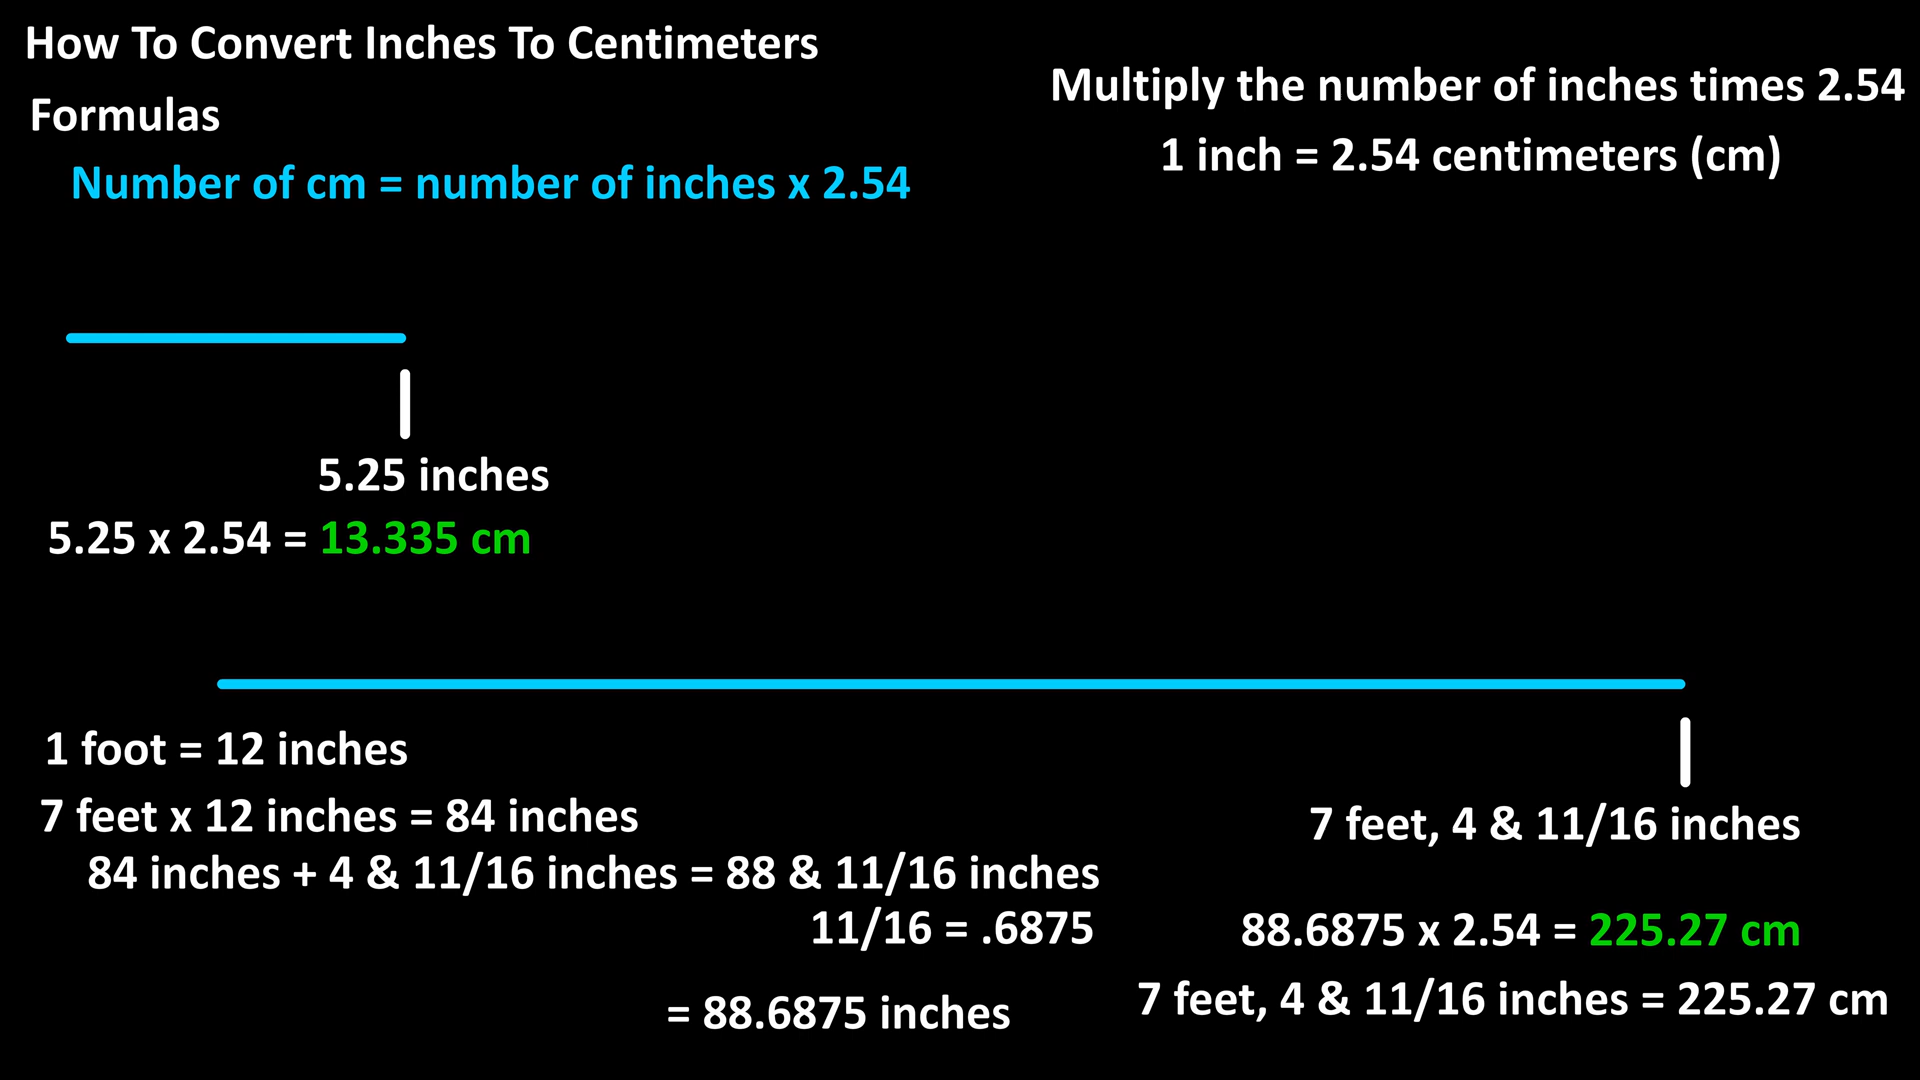 How To Convert Inches To Centimeters
Formulas
Number of cm = number of inches x 2.54
Multiply the number of inches times 2.54
1 inch = 2.54 centimeters (cm)
5.25 inches
5.25 x 2.54 = 13.335 cm
1 foot = 12 inches
7 feet x 12 inches = 84 inches
84 inches + 4 & 11/16 inches = 88 & 11/16 inches
11/16 = .6875
= 88.6875 inches
7 feet, 4 & 11/16 inches
88.6875 x 2.54 = 225.27 cm
7 feet, 4 & 11/16 inches = 225.27 cm